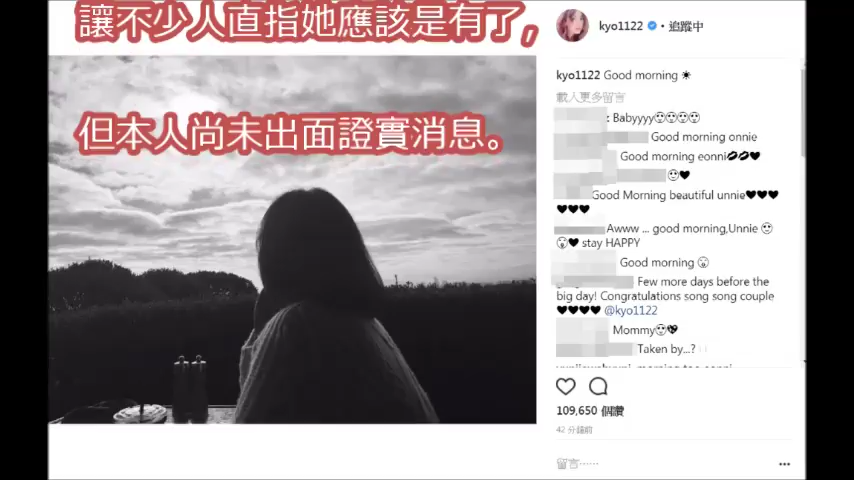 讓不少人直指她應該是有了,
但本人尚未出面證實消息。
kyo1122 • 追蹤中
kyo1122 Good morning ☀
載入更多留言
Babyyyy
Good morning onnie
Good morning eonni💋💋♥
♥
Good Morning beautiful unnie♥♥♥
♥♥♥
Awww ... good morning,Unnie
♥ stay HAPPY
Good morning
Few more days before the
big day! Congratulations song song couple
♥♥♥♥ @kyo1122
Mommy
Taken by...?
109,650 個讚
42 分鐘前
留言......